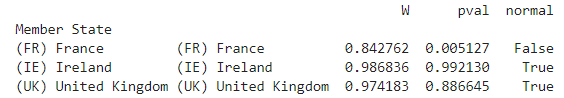 W pval normal
Member State
(FR) France (FR) France 0.842762 0.005127 False
(IE) Ireland (IE) Ireland 0.986836 0.992130 True
(UK) United Kingdom (UK) United Kingdom 0.974183 0.886645 True